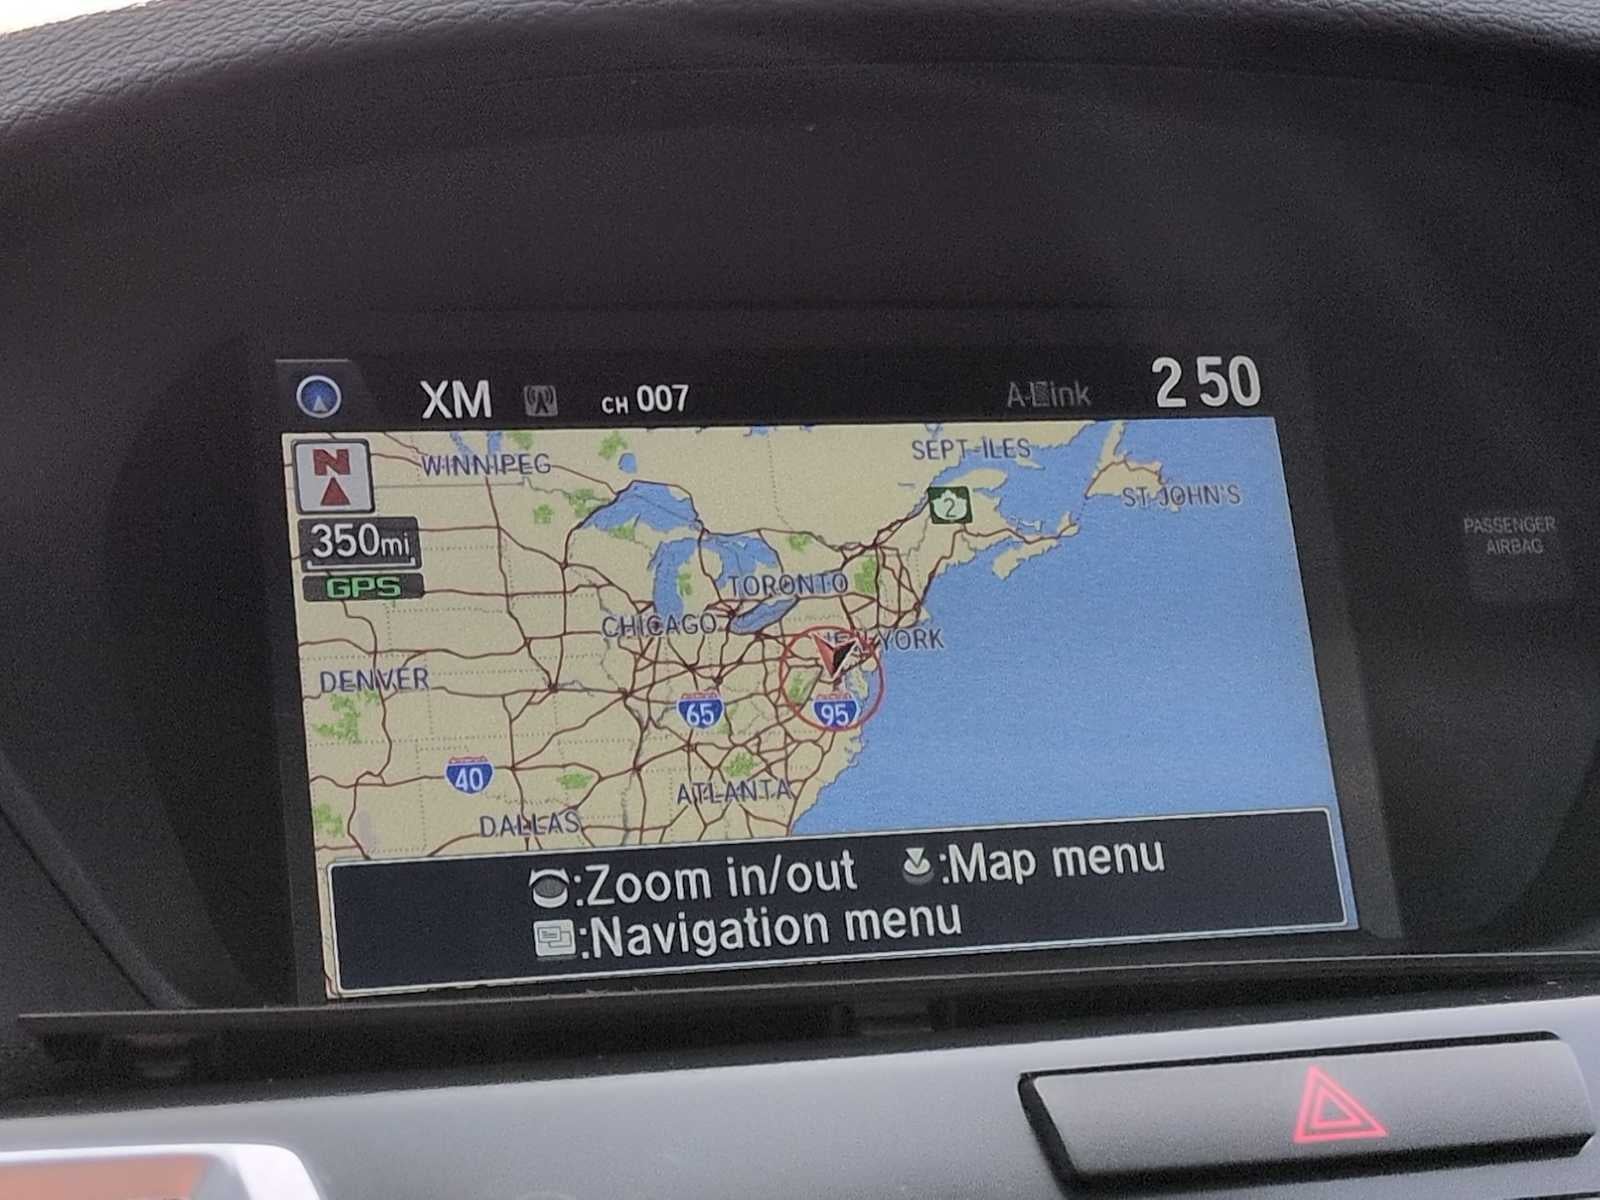 XM CH 007 A-Link 2 50
N
WINNIPEG
SEPT-ÎLES
ST JOHN'S
2
350mi
GPS
TORONTO
CHICAGO
NEW YORK
DENVER
65
95
40
ATLANTA
DALLAS
:Zoom in/out :Map menu
:Navigation menu
PASSENGER
AIRBAG